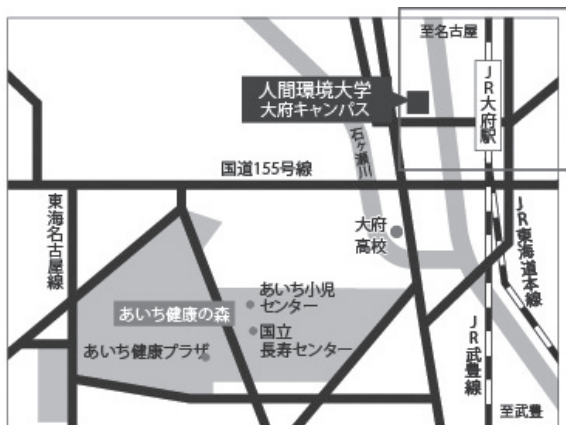 至名古屋
人間環境大学
大府キャンパス
JR大府駅
石ヶ瀬川
国道155号線
東海名古屋線
大府
高校
JR東海道本線
あいち小児
センター
あいち健康の森
国立
長寿センター
あいち健康プラザ
JR武豊線
至武豊